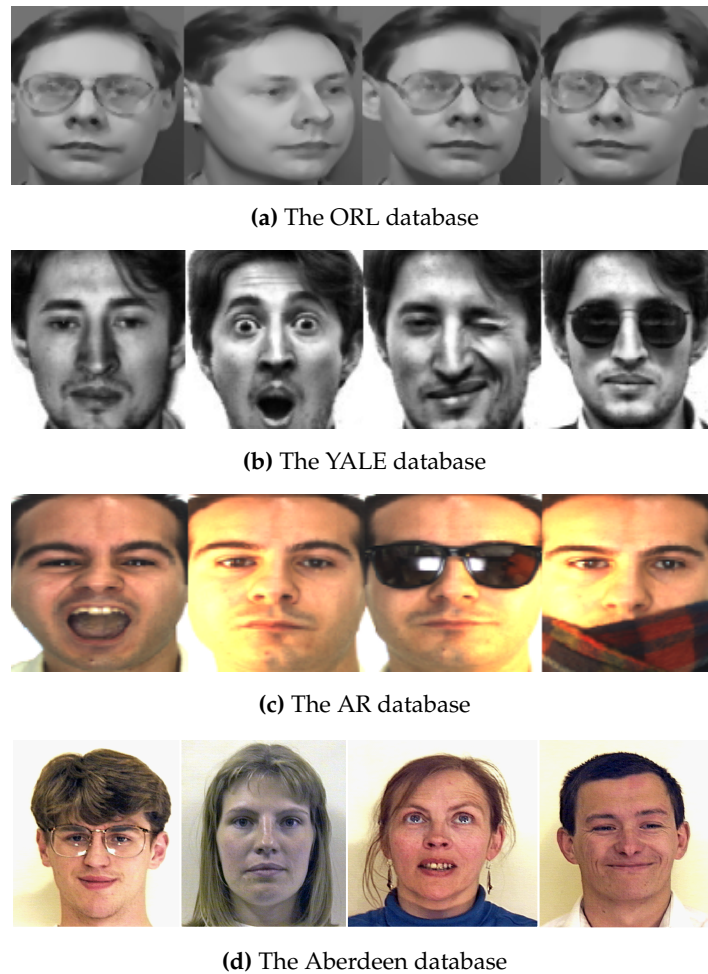 (a) The ORL database
(b) The YALE database
(c) The AR database
(d) The Aberdeen database